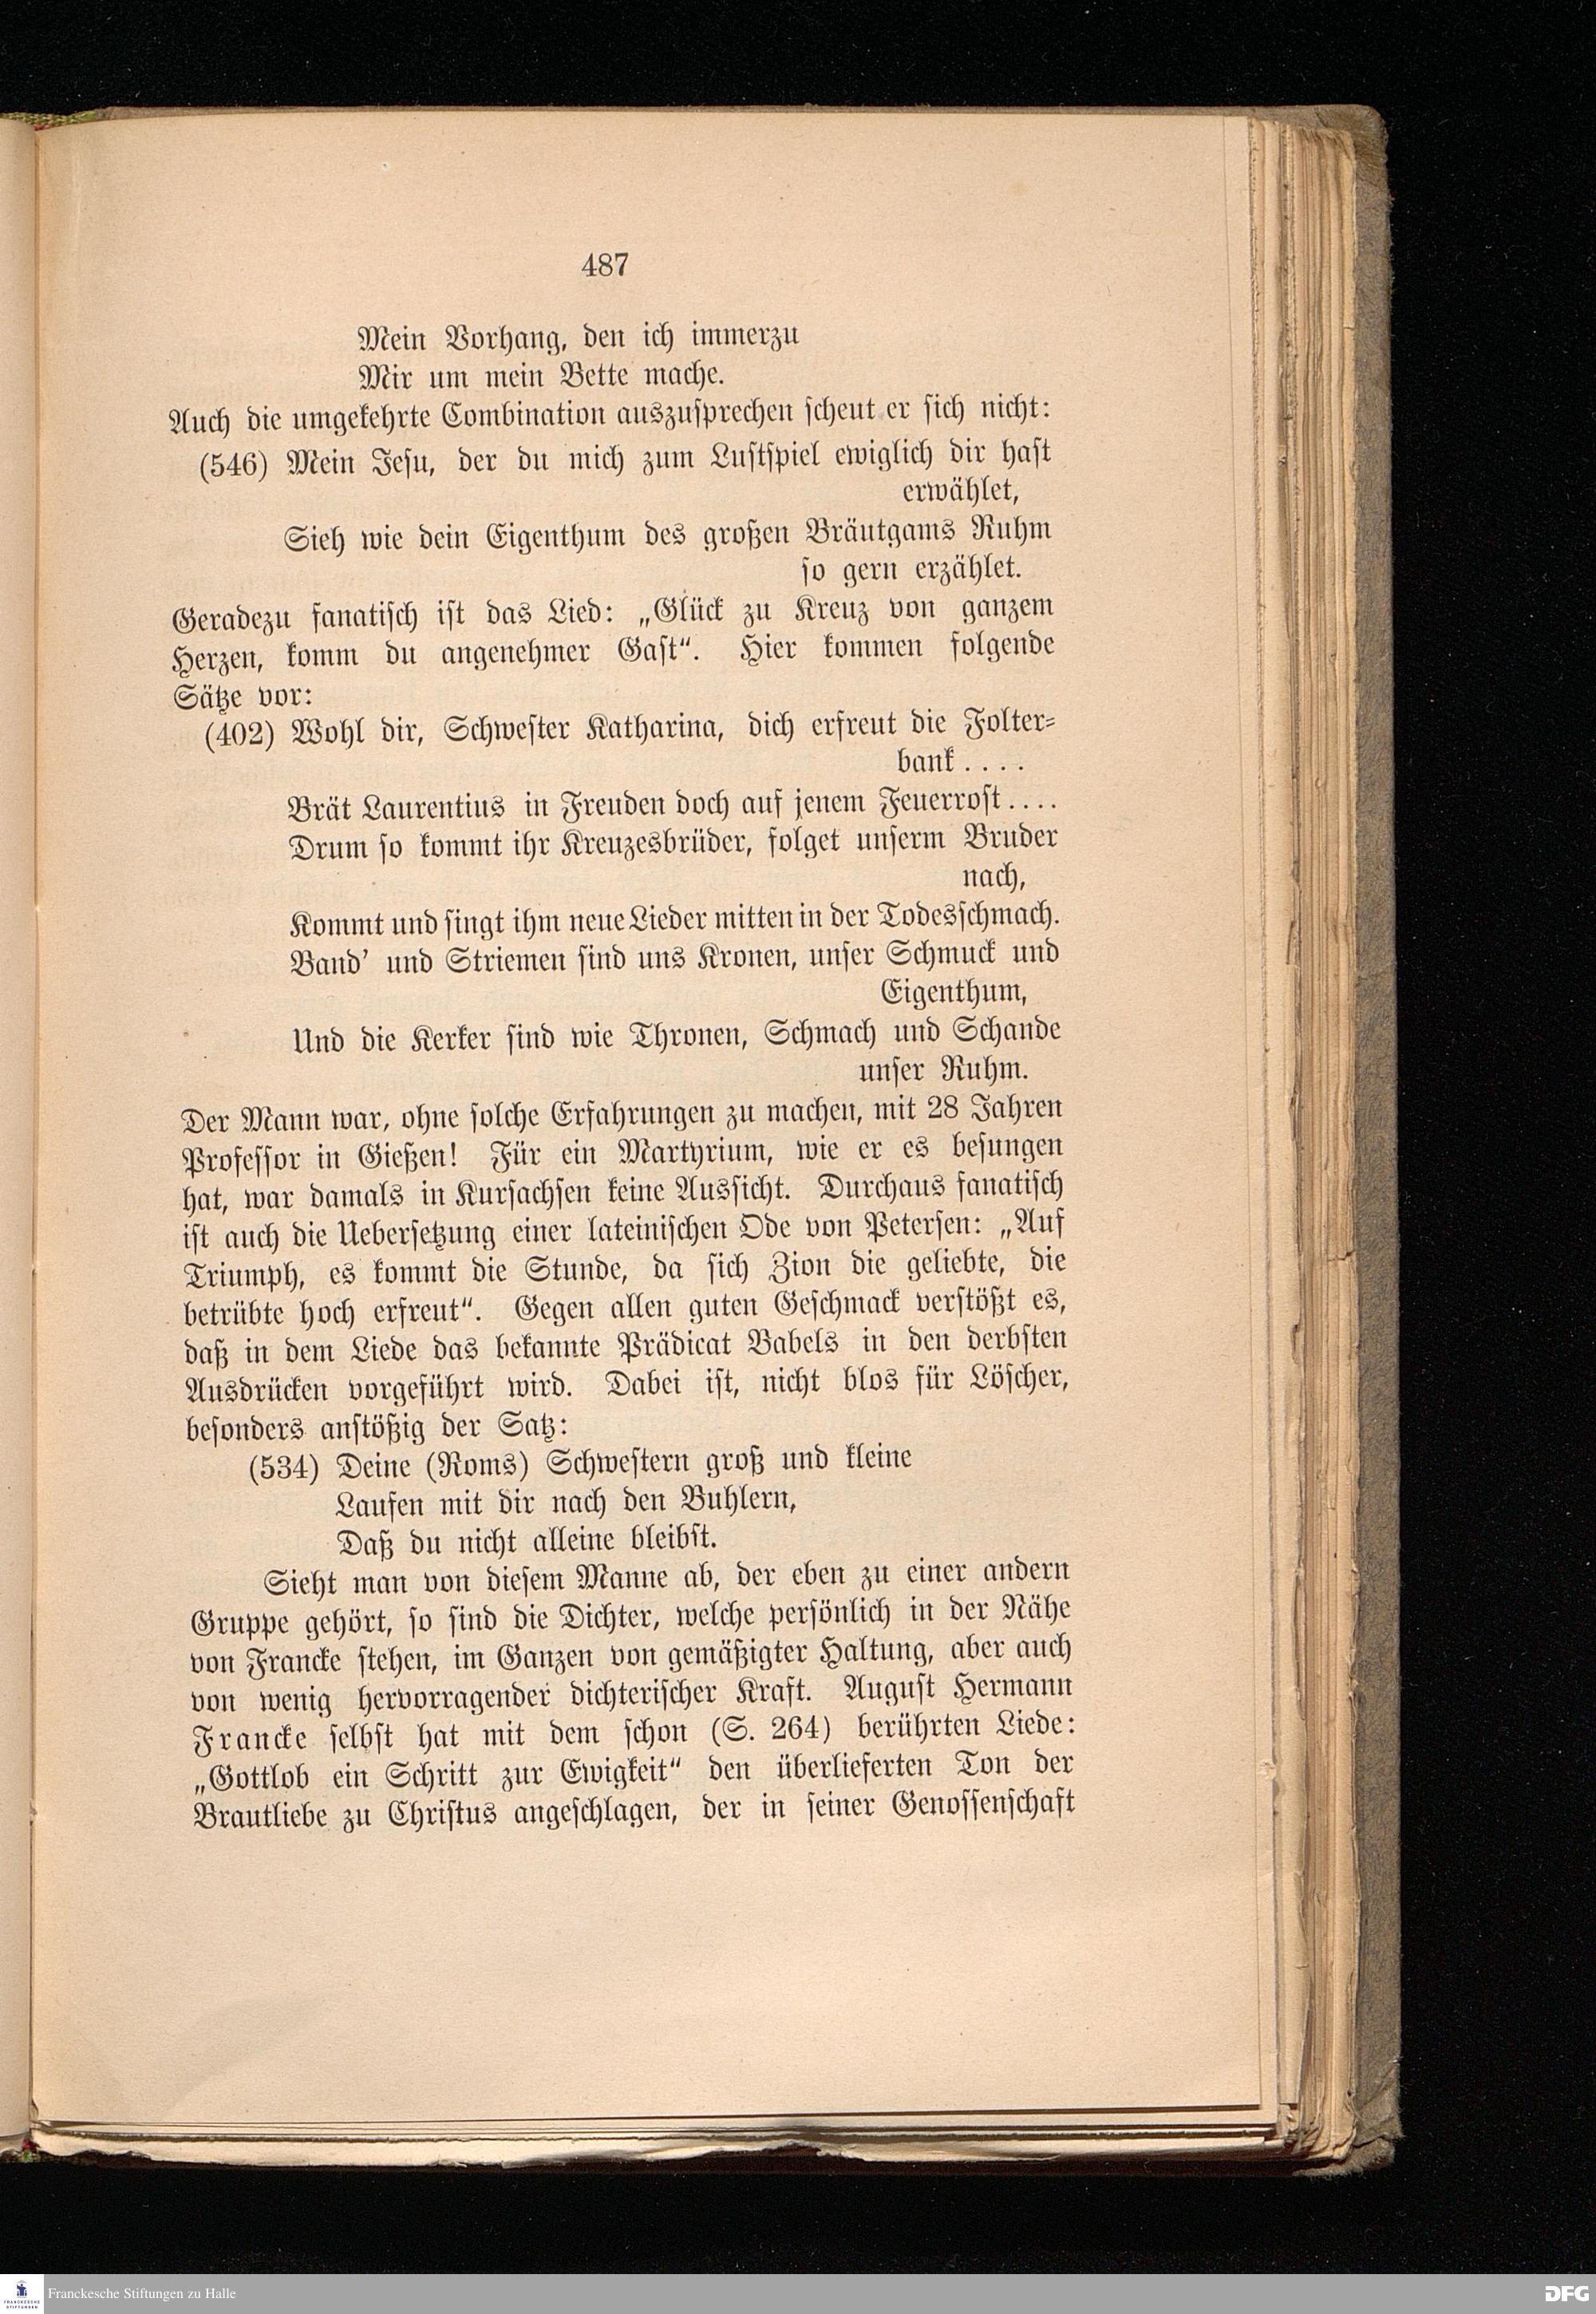 487
Mein Vorhang, den ich immerzu
Mir um mein Bette mache.
Auch die umgekehrte Combination auszusprechen scheut er sich nicht:
(546) Mein Jesu, der du mich zum Lustspiel ewiglich dir hast
erwählet,
Sieh wie dein Eigenthum des großen Bräutgams Ruhm
so gern erzählet.
Geradezu fanatisch ist das Lied: „Glück zu Kreuz von ganzem
Herzen, komm du angenehmer Gast“. Hier kommen folgende
Sätze vor:
(402) Wohl dir, Schwester Katharina, dich erfreut die Folter-
bank . . . .
Brät Laurentius in Freuden doch auf jenem Feuerrost . . . .
Drum so kommt ihr Kreuzesbrüder, folget unserm Bruder
nach,
Kommt und singt ihm neue Lieder mitten in der Todesschmach.
Band’ und Striemen sind uns Kronen, unser Schmuck und
Eigenthum,
Und die Kerker sind wie Thronen, Schmach und Schande
unser Ruhm.
Der Mann war, ohne solche Erfahrungen zu machen, mit 28 Jahren
Professor in Gießen! Für ein Martyrium, wie er es besungen
hat, war damals in Kursachsen keine Aussicht. Durchaus fanatisch
ist auch die Uebersetzung einer lateinischen Ode von Petersen: „Auf
Triumph, es kommt die Stunde, da sich Zion die geliebte, die
betrübte hoch erfreut“. Gegen allen guten Geschmack verstößt es,
daß in dem Liede das bekannte Prädicat Babels in den derbsten
Ausdrücken vorgeführt wird. Dabei ist, nicht blos für Löscher,
besonders anstößig der Satz:
(534) Deine (Roms) Schwestern groß und kleine
Laufen mit dir nach den Buhlern,
Daß du nicht alleine bleibst.
Sieht man von diesem Manne ab, der eben zu einer andern
Gruppe gehört, so sind die Dichter, welche persönlich in der Nähe
von Francke stehen, im Ganzen von gemäßigter Haltung, aber auch
von wenig hervorragender dichterischer Kraft. August Hermann
Francke selbst hat mit dem schon (S. 264) berührten Liede:
„Gottlob ein Schritt zur Ewigkeit“ den überlieferten Ton der
Brautliebe zu Christus angeschlagen, der in seiner Genossenschaft
FRANCKESCHE
STIFTUNGEN
Franckesche Stiftungen zu Halle
DFG